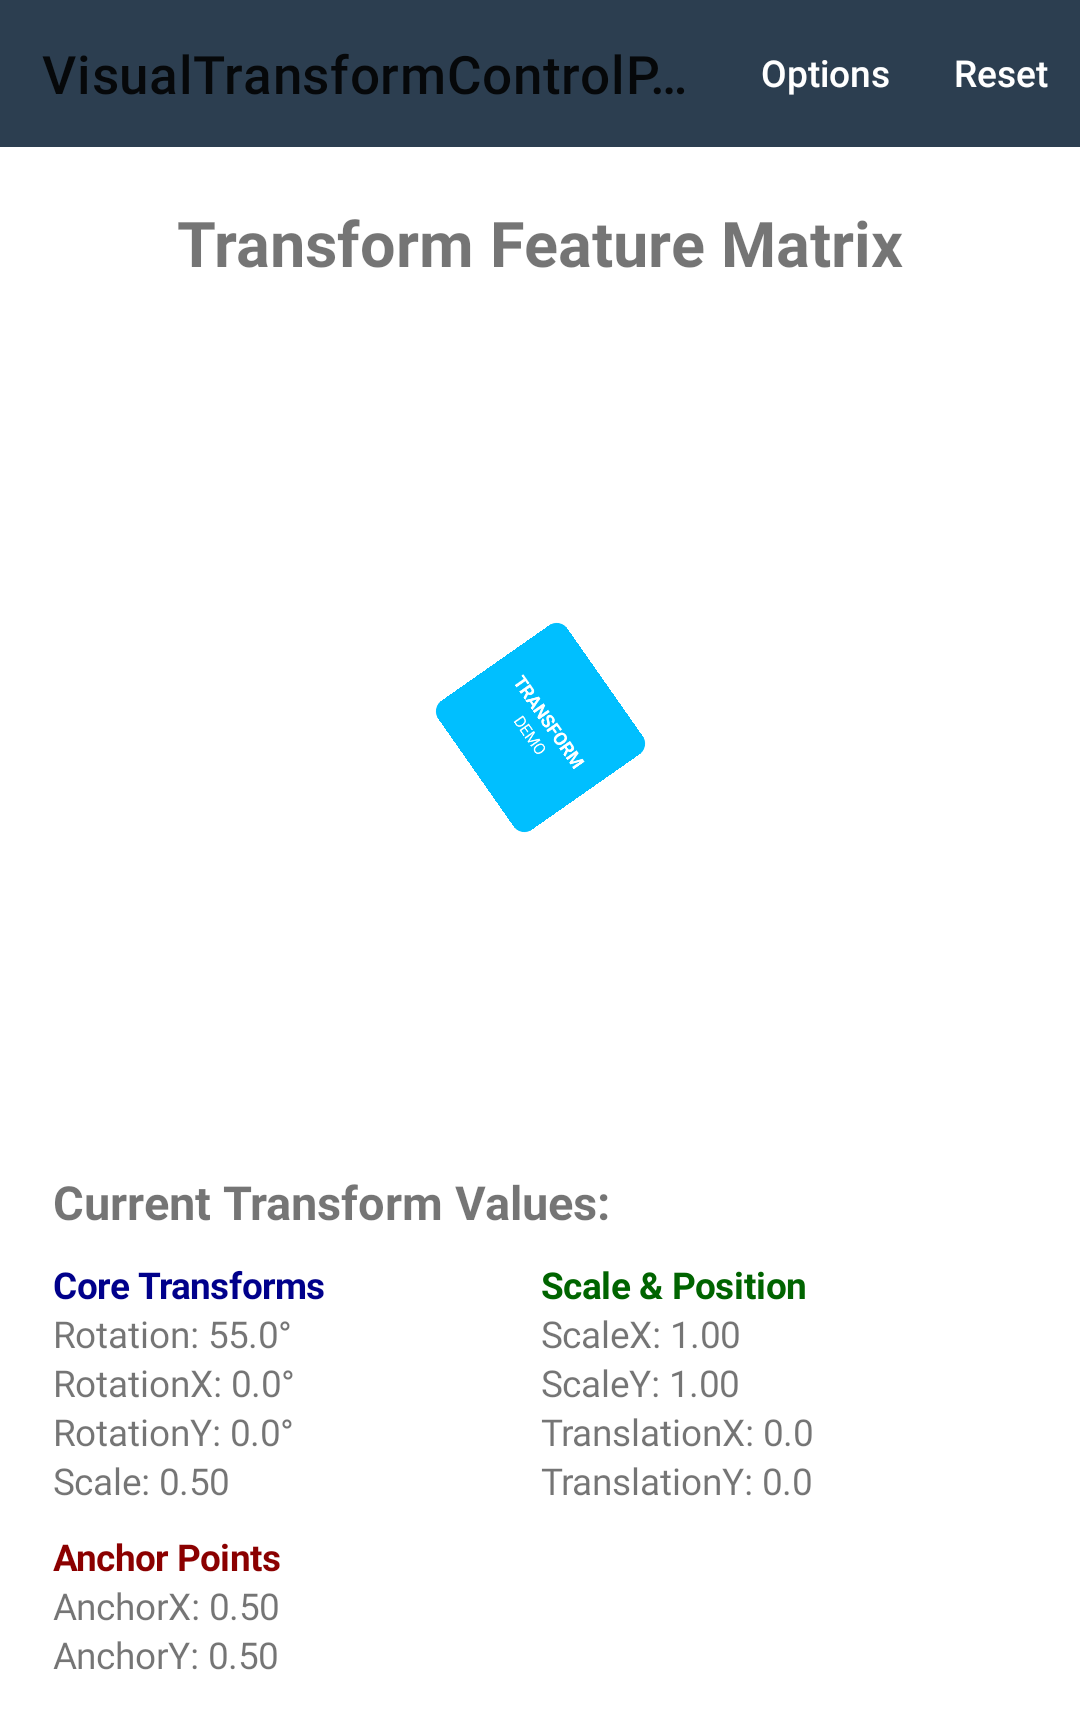 VisualTransformControlP...
Options
Reset
Transform Feature Matrix
TRANSFORM
DEMO
Current Transform Values:
Core Transforms
Rotation: 55.0°
RotationX: 0.0°
RotationY: 0.0°
Scale: 0.50
Scale & Position
ScaleX: 1.00
ScaleY: 1.00
TranslationX: 0.0
TranslationY: 0.0
Anchor Points
AnchorX: 0.50
AnchorY: 0.50